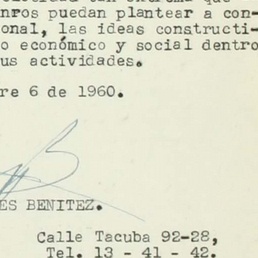 nros puedan plantear a con-
onal, las ideas constructi-
o económico y social dentro
us actividades.
re 6 de 1960.
ES BENITEZ.
Calle Tacuba 92-28,
Tel. 13 - 41 - 42.